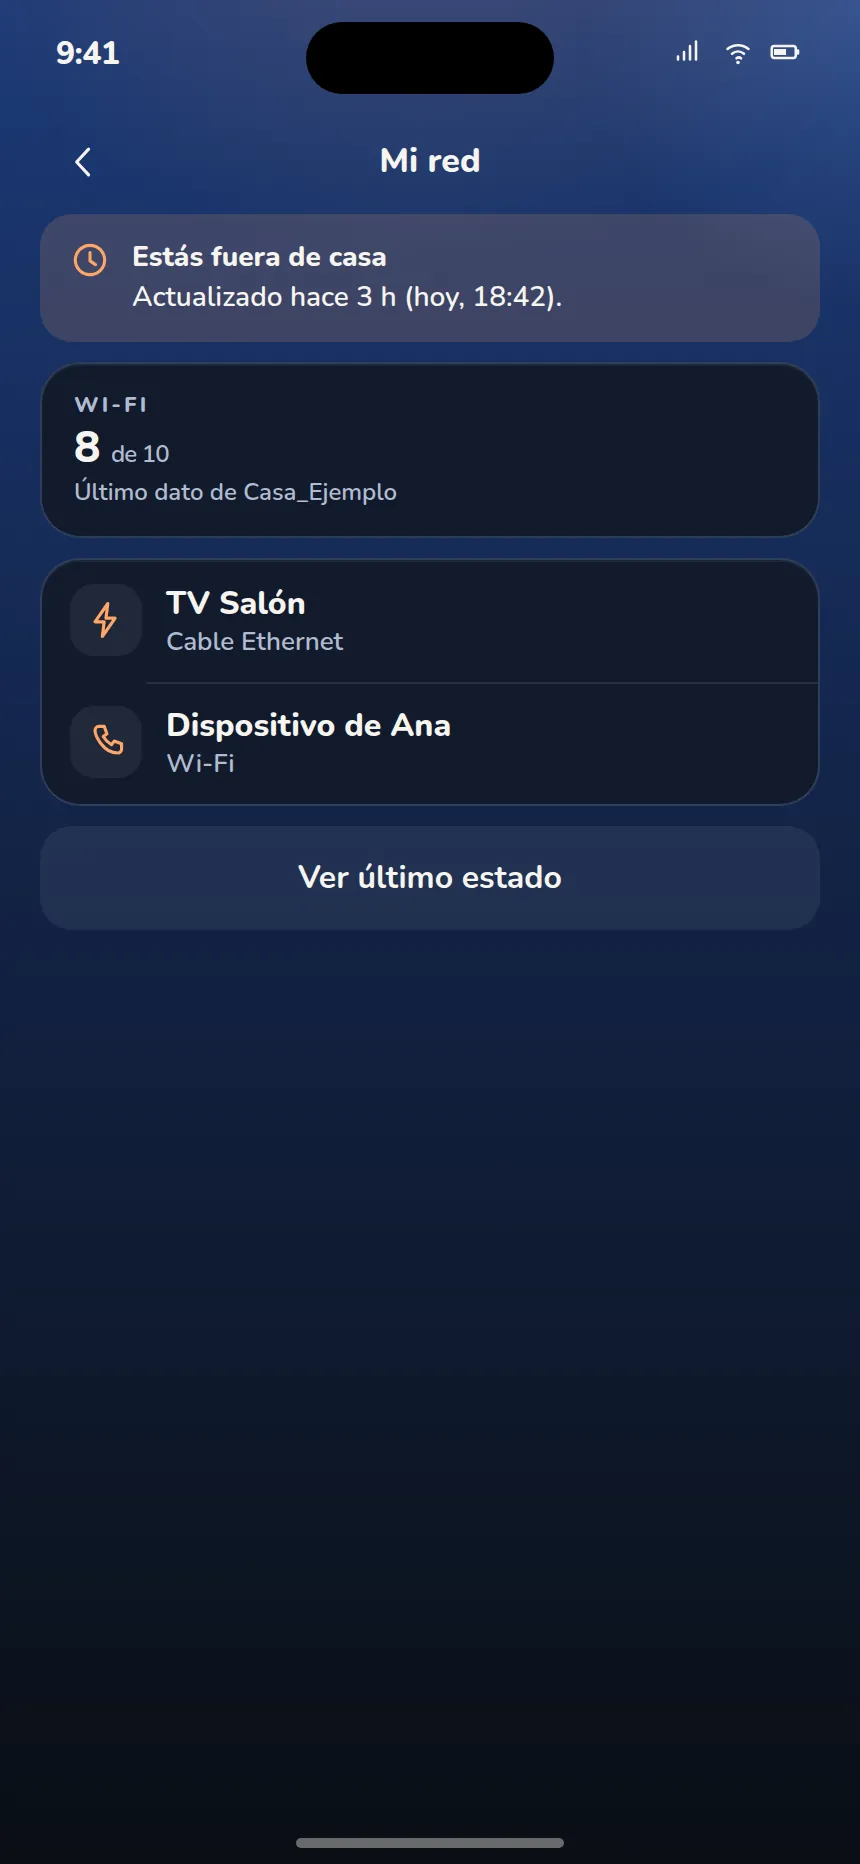 9:41
Mi red
Estás fuera de casa
Actualizado hace 3 h (hoy, 18:42).
WI-FI
8 de 10
Último dato de Casa_Ejemplo
TV Salón
Cable Ethernet
Dispositivo de Ana
Wi-Fi
Ver último estado